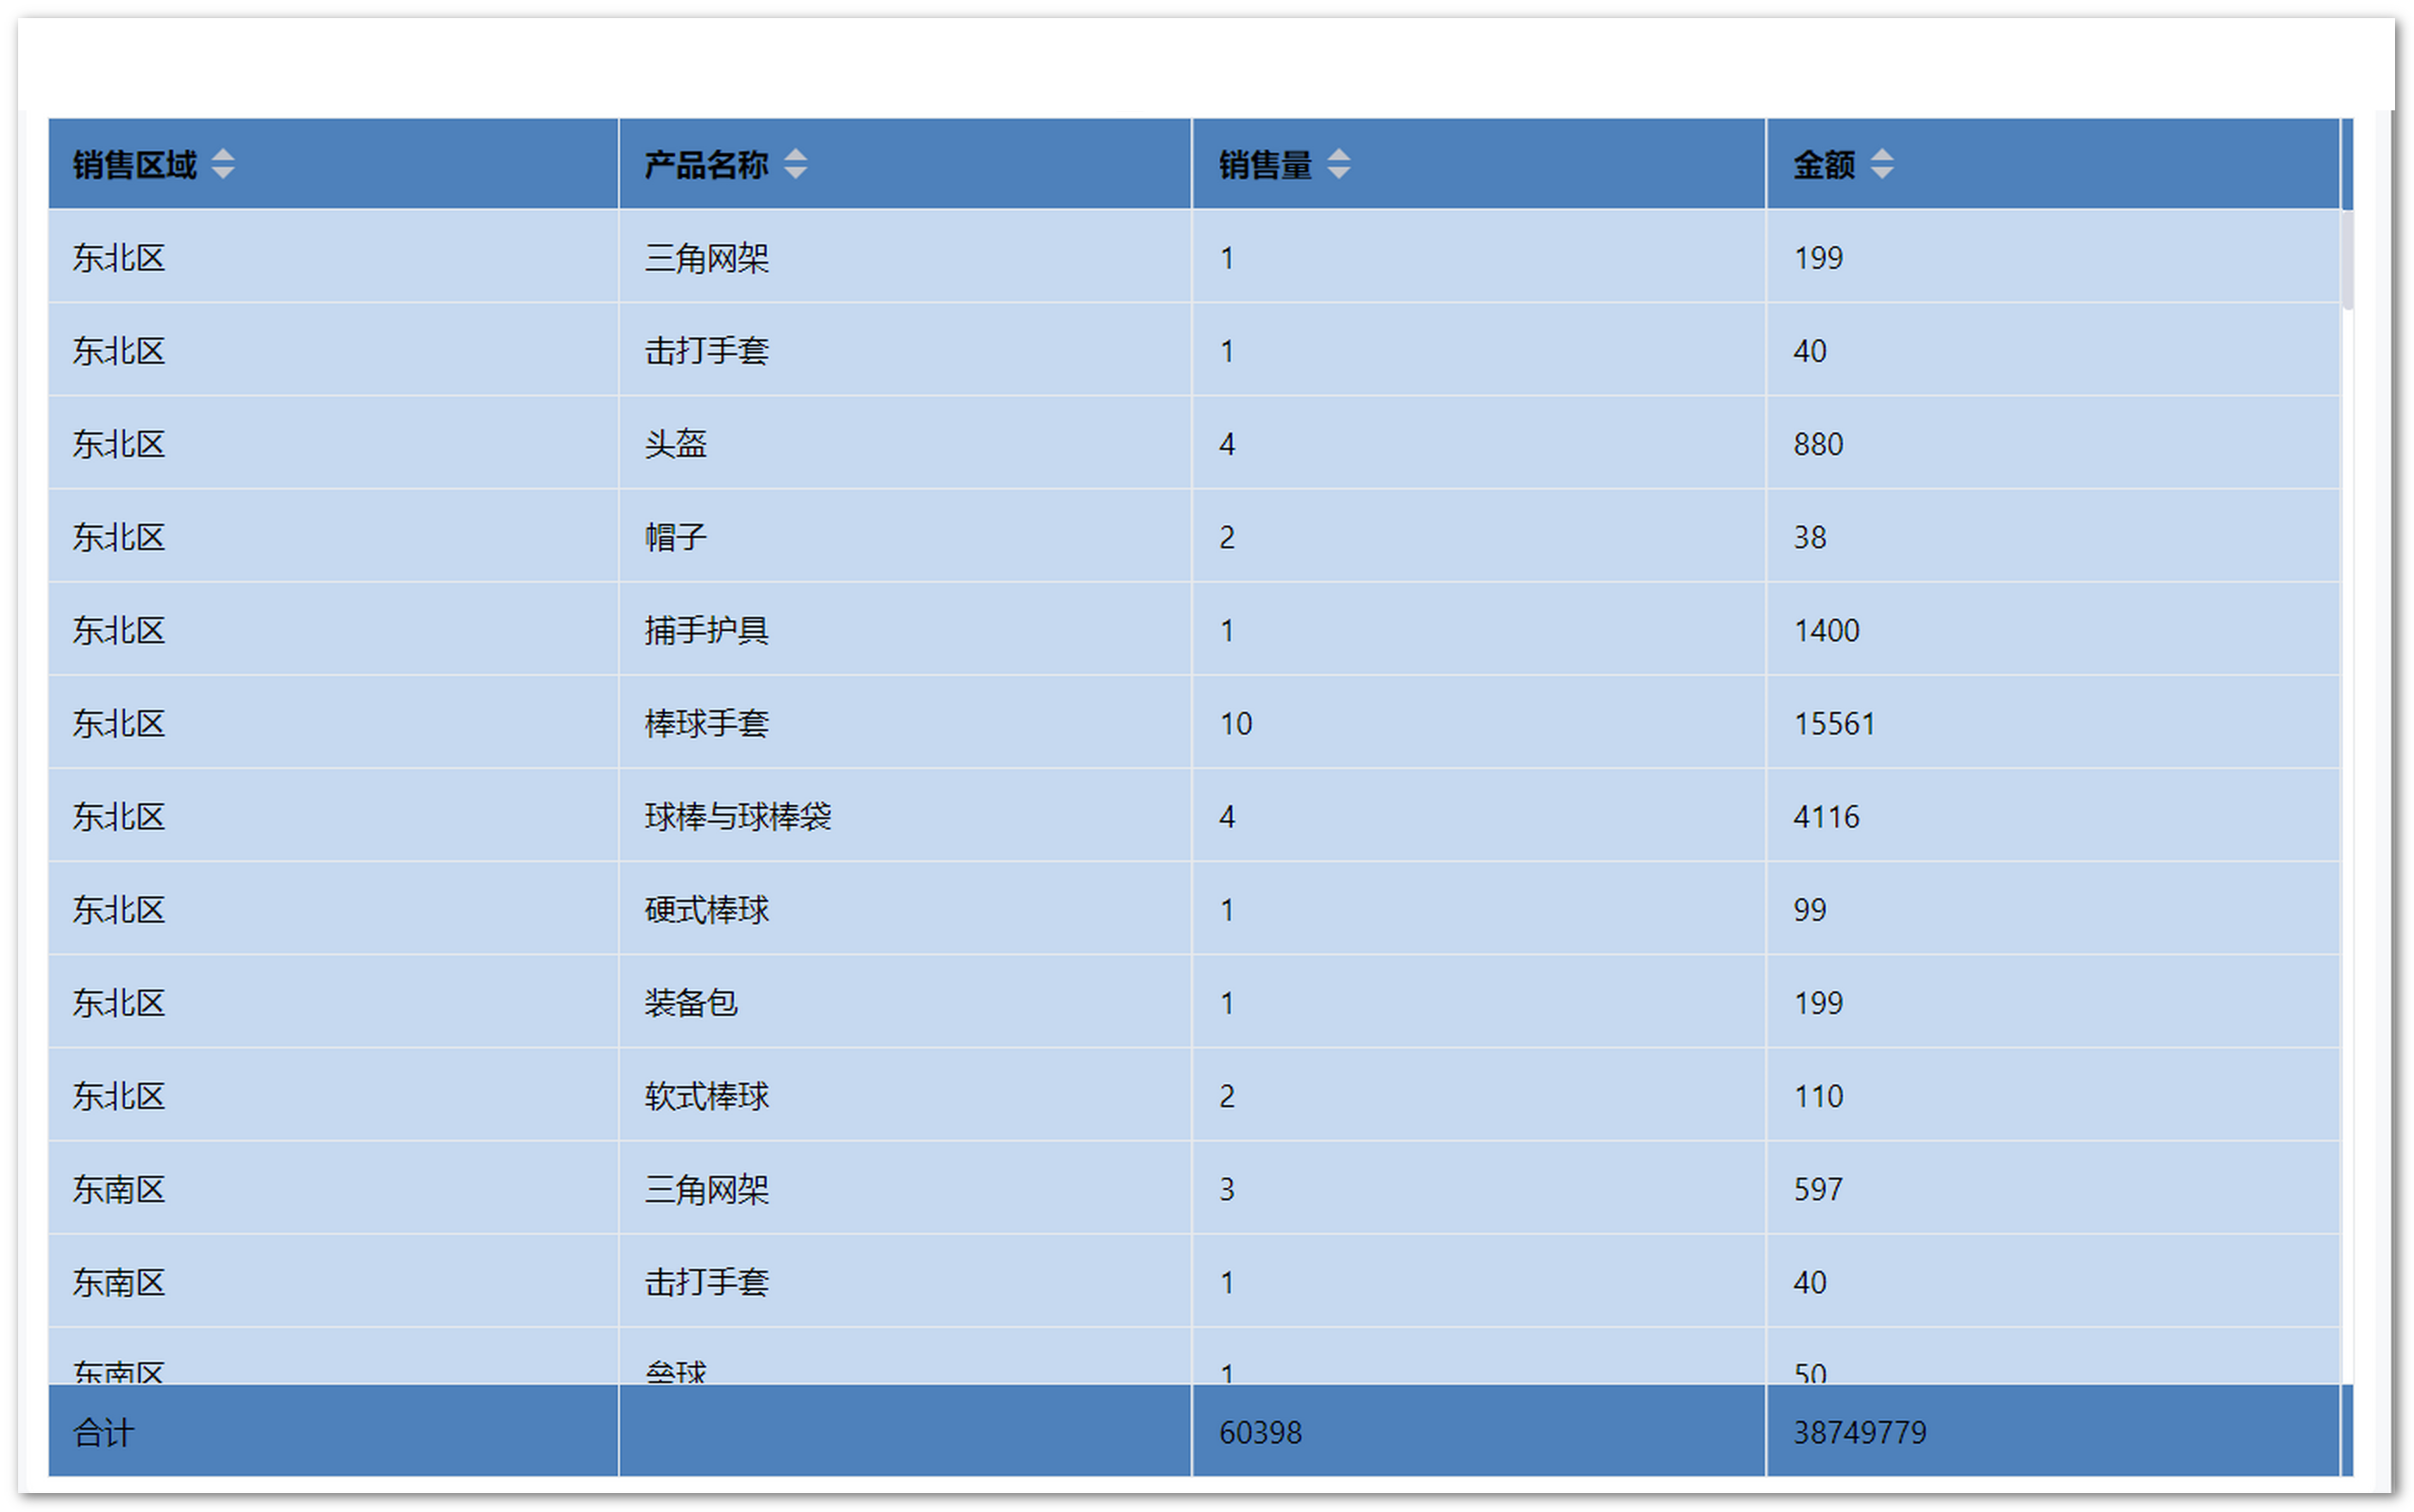 销售区域 产品名称 销售量 金额
东北区 三角网架 1 199
东北区 击打手套 1 40
东北区 头盔 4 880
东北区 帽子 2 38
东北区 捕手护具 1 1400
东北区 棒球手套 10 15561
东北区 球棒与球棒袋 4 4116
东北区 硬式棒球 1 99
东北区 装备包 1 199
东北区 软式棒球 2 110
东南区 三角网架 3 597
东南区 击打手套 1 40
东南区 垒球 1 50
合计 60398 38749779